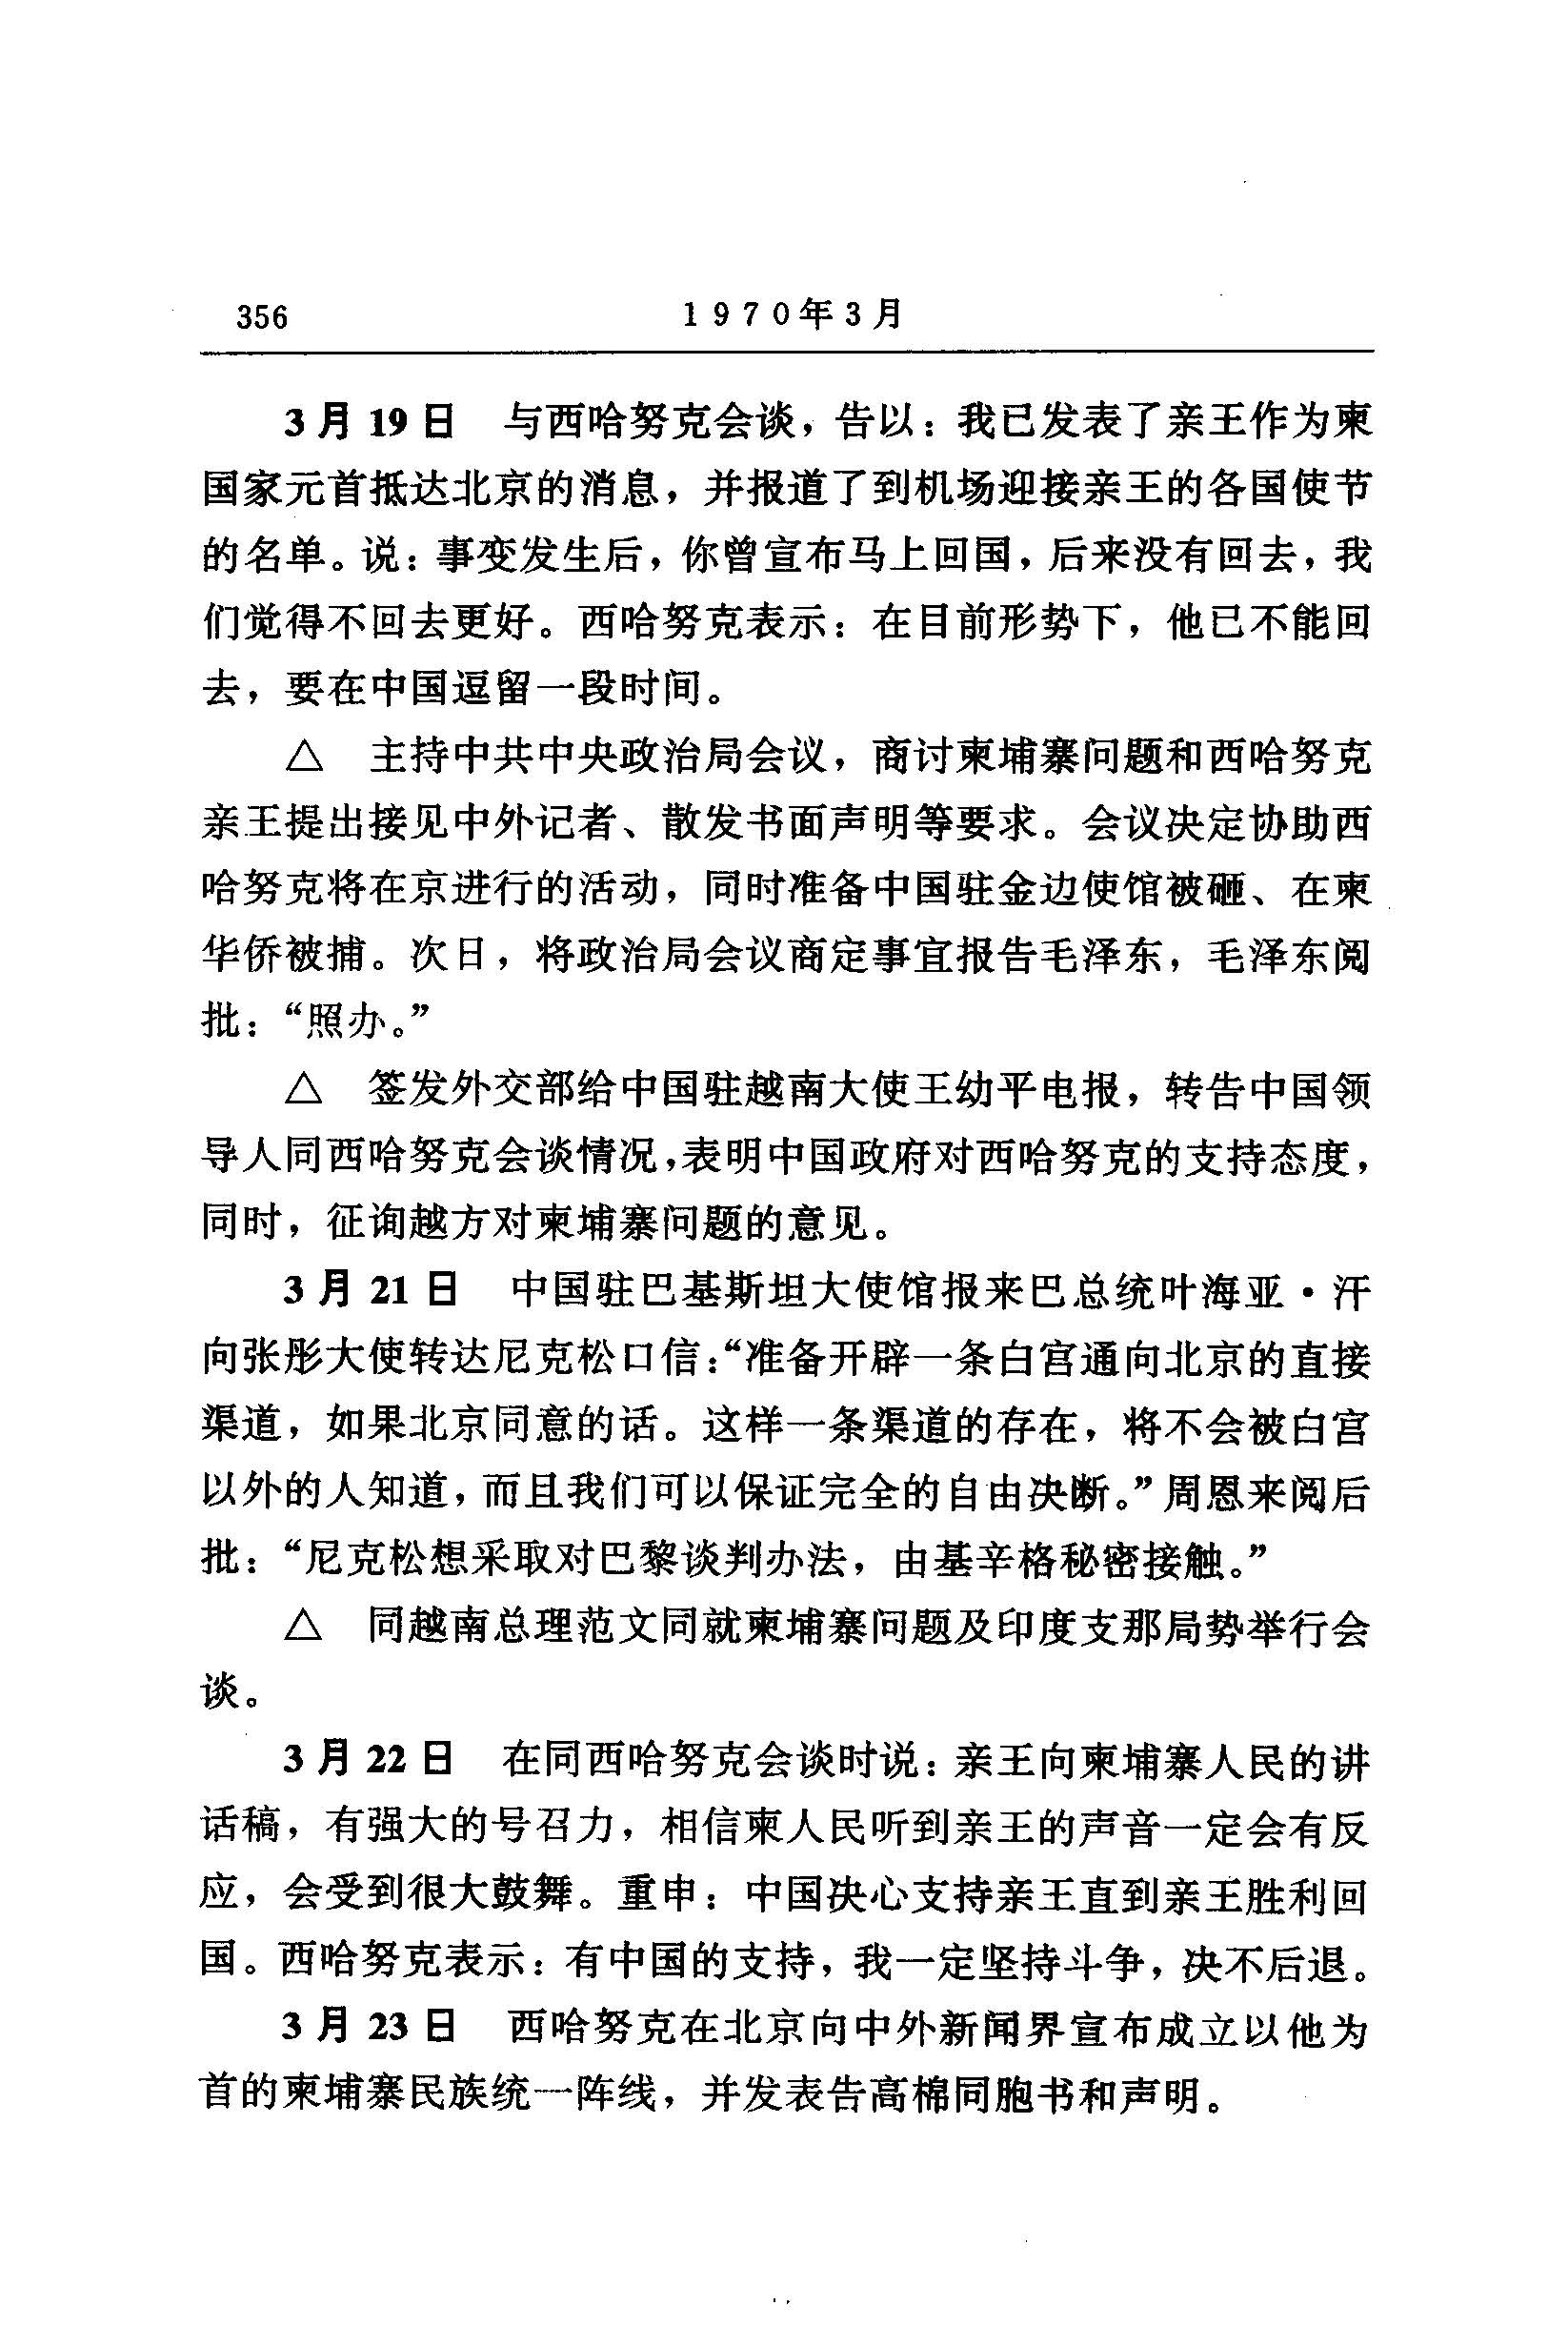 356 1970年3月
3月19日 与西哈努克会谈，告以：我已发表了亲王作为柬
国家元首抵达北京的消息，并报道了到机场迎接亲王的各国使节
的名单。说：事变发生后，你曾宣布马上回国，后来没有回去，我
们觉得不回去更好。西哈努克表示：在目前形势下，他已不能回
去，要在中国逗留一段时间。
△ 主持中共中央政治局会议，商讨柬埔寨问题和西哈努克
亲王提出接见中外记者、散发书面声明等要求。会议决定协助西
哈努克将在京进行的活动，同时准备中国驻金边使馆被砸、在柬
华侨被捕。次日，将政治局会议商定事宜报告毛泽东，毛泽东阅
批：“照办。”
△ 签发外交部给中国驻越南大使王幼平电报，转告中国领
导人同西哈努克会谈情况，表明中国政府对西哈努克的支持态度，
同时，征询越方对柬埔寨问题的意见。
3月21日 中国驻巴基斯坦大使馆报来巴总统叶海亚·汗
向张彤大使转达尼克松口信：“准备开辟一条白宫通向北京的直接
渠道，如果北京同意的话。这样一条渠道的存在，将不会被白宫
以外的人知道，而且我们可以保证完全的自由决断。”周恩来阅后
批：“尼克松想采取对巴黎谈判办法，由基辛格秘密接触。”
△ 同越南总理范文同就柬埔寨问题及印度支那局势举行会
谈。
3月22日 在同西哈努克会谈时说：亲王向柬埔寨人民的讲
话稿，有强大的号召力，相信柬人民听到亲王的声音一定会有反
应，会受到很大鼓舞。重申：中国决心支持亲王直到亲王胜利回
国。西哈努克表示：有中国的支持，我一定坚持斗争，决不后退。
3月23日 西哈努克在北京向中外新闻界宣布成立以他为
首的柬埔寨民族统一阵线，并发表告高棉同胞书和声明。